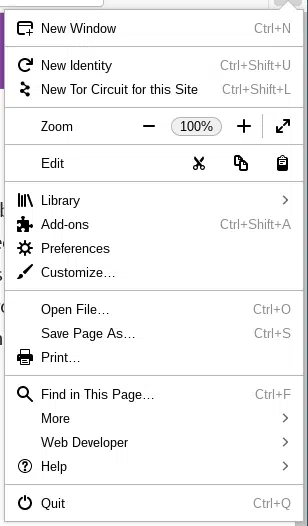 New Window Ctrl+N
New Identity Ctrl+Shift+U
New Tor Circuit for this Site Ctrl+Shift+L
Zoom 100%
Edit
Library
Add-ons Ctrl+Shift+A
Preferences
Customize…
Open File… Ctrl+O
Save Page As… Ctrl+S
Print…
Find in This Page… Ctrl+F
More
Web Developer
Help
Quit Ctrl+Q